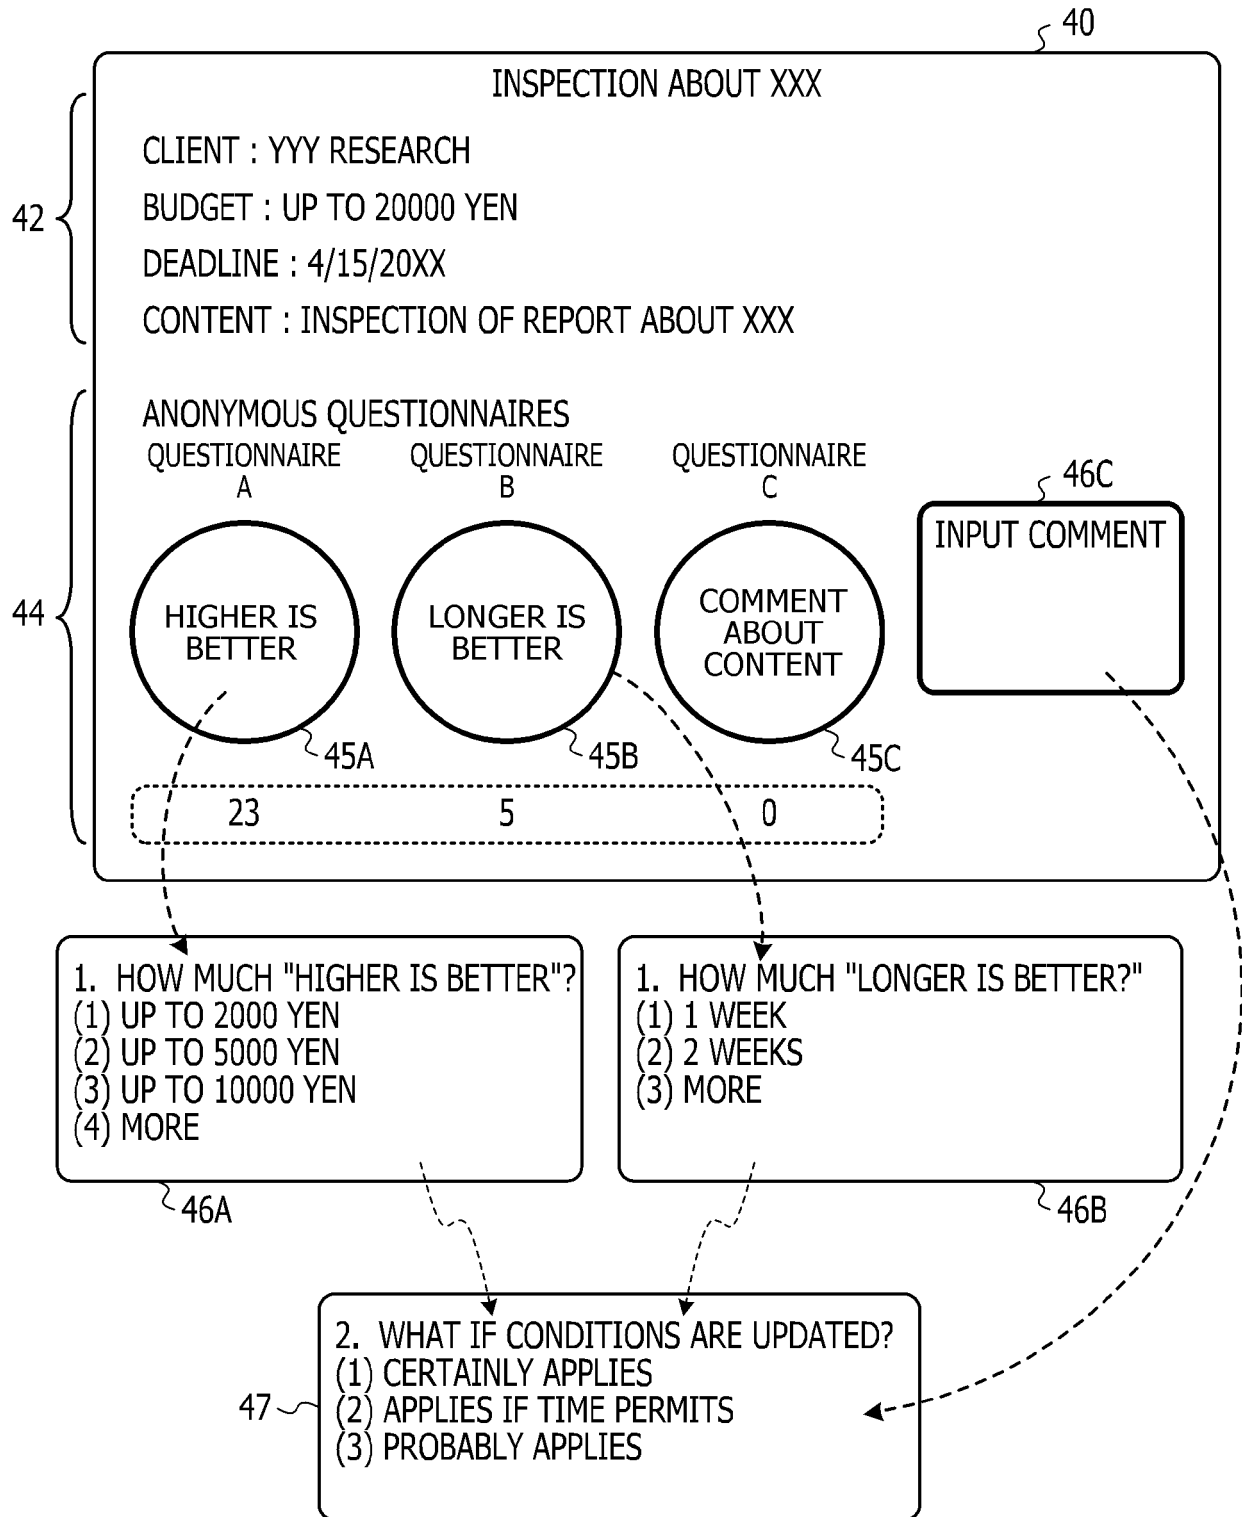 40
INSPECTION ABOUT XXX
42
CLIENT : YYY RESEARCH
BUDGET : UP TO 20000 YEN
DEADLINE : 4/15/20XX
CONTENT : INSPECTION OF REPORT ABOUT XXX
44
ANONYMOUS QUESTIONNAIRES
QUESTIONNAIRE
A
QUESTIONNAIRE
B
QUESTIONNAIRE
C
46C
INPUT COMMENT
HIGHER IS
BETTER
LONGER IS
BETTER
COMMENT
ABOUT
CONTENT
45A
45B
45C
23 5 0
1. HOW MUCH "HIGHER IS BETTER"?
(1) UP TO 2000 YEN
(2) UP TO 5000 YEN
(3) UP TO 10000 YEN
(4) MORE
46A
1. HOW MUCH "LONGER IS BETTER?"
(1) 1 WEEK
(2) 2 WEEKS
(3) MORE
46B
47
2. WHAT IF CONDITIONS ARE UPDATED?
(1) CERTAINLY APPLIES
(2) APPLIES IF TIME PERMITS
(3) PROBABLY APPLIES